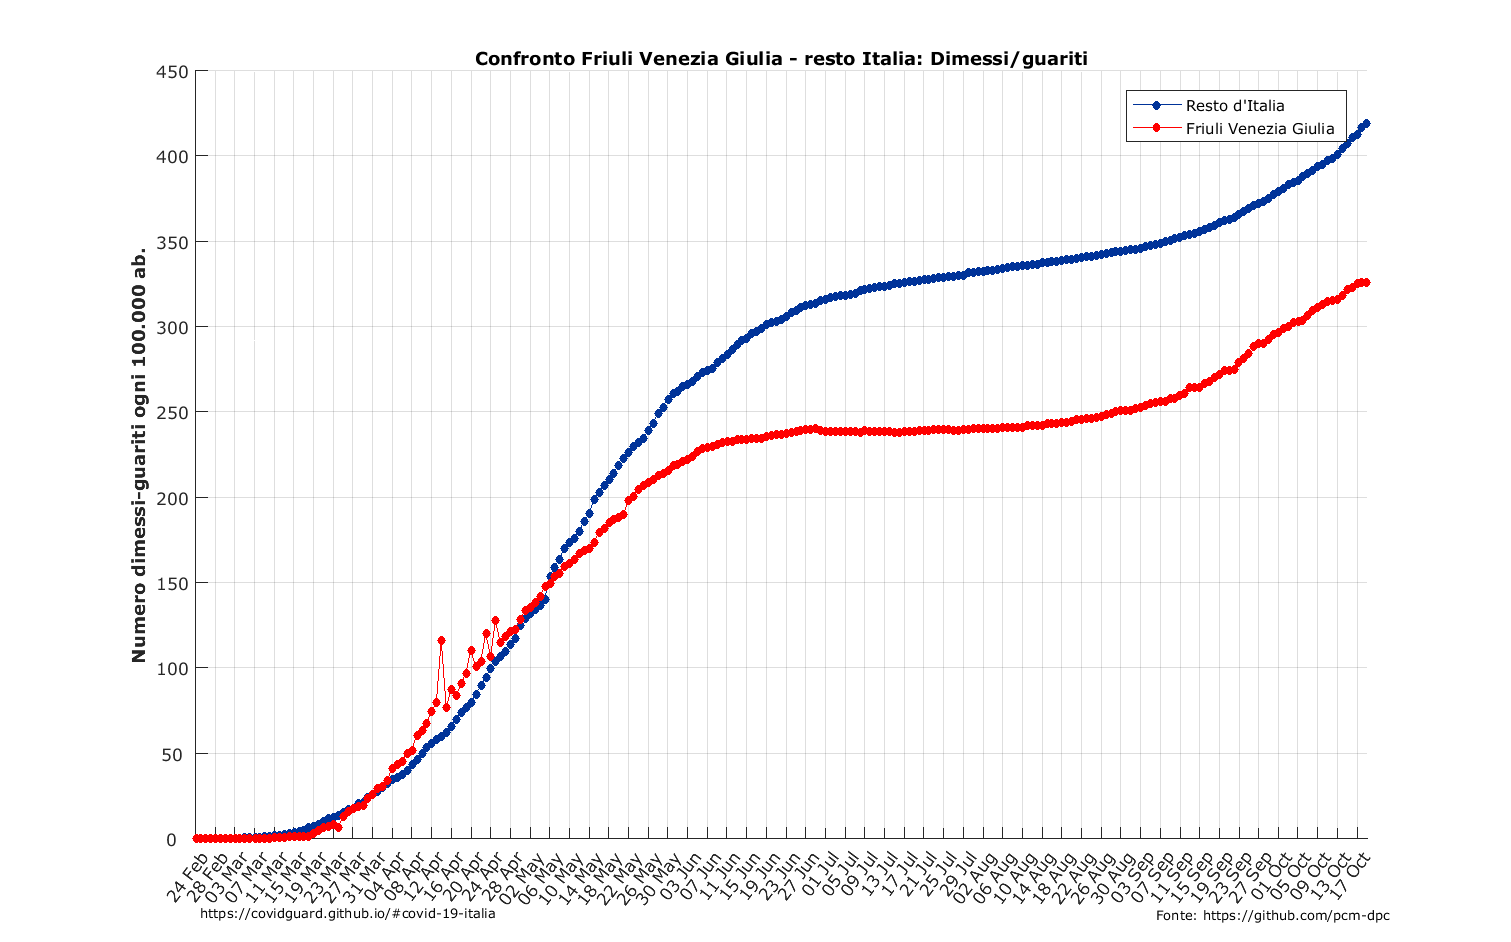 Confronto Friuli Venezia Giulia - resto Italia: Dimessi/guariti
Numero dimessi-guariti ogni 100.000 ab.
450
400
350
300
250
200
150
100
50
0
Resto d'Italia
Friuli Venezia Giulia
24 Feb
28 Feb
03 Mar
07 Mar
11 Mar
15 Mar
19 Mar
23 Mar
27 Mar
31 Mar
04 Apr
08 Apr
12 Apr
16 Apr
20 Apr
24 Apr
28 Apr
02 May
06 May
10 May
14 May
18 May
22 May
26 May
30 May
03 Jun
07 Jun
11 Jun
15 Jun
19 Jun
23 Jun
27 Jun
01 Jul
05 Jul
09 Jul
13 Jul
17 Jul
21 Jul
25 Jul
29 Jul
02 Aug
06 Aug
10 Aug
14 Aug
18 Aug
22 Aug
26 Aug
30 Aug
03 Sep
07 Sep
11 Sep
15 Sep
19 Sep
23 Sep
27 Sep
01 Oct
05 Oct
09 Oct
13 Oct
17 Oct
https://covidguard.github.io/#covid-19-italia
Fonte: https://github.com/pcm-dpc